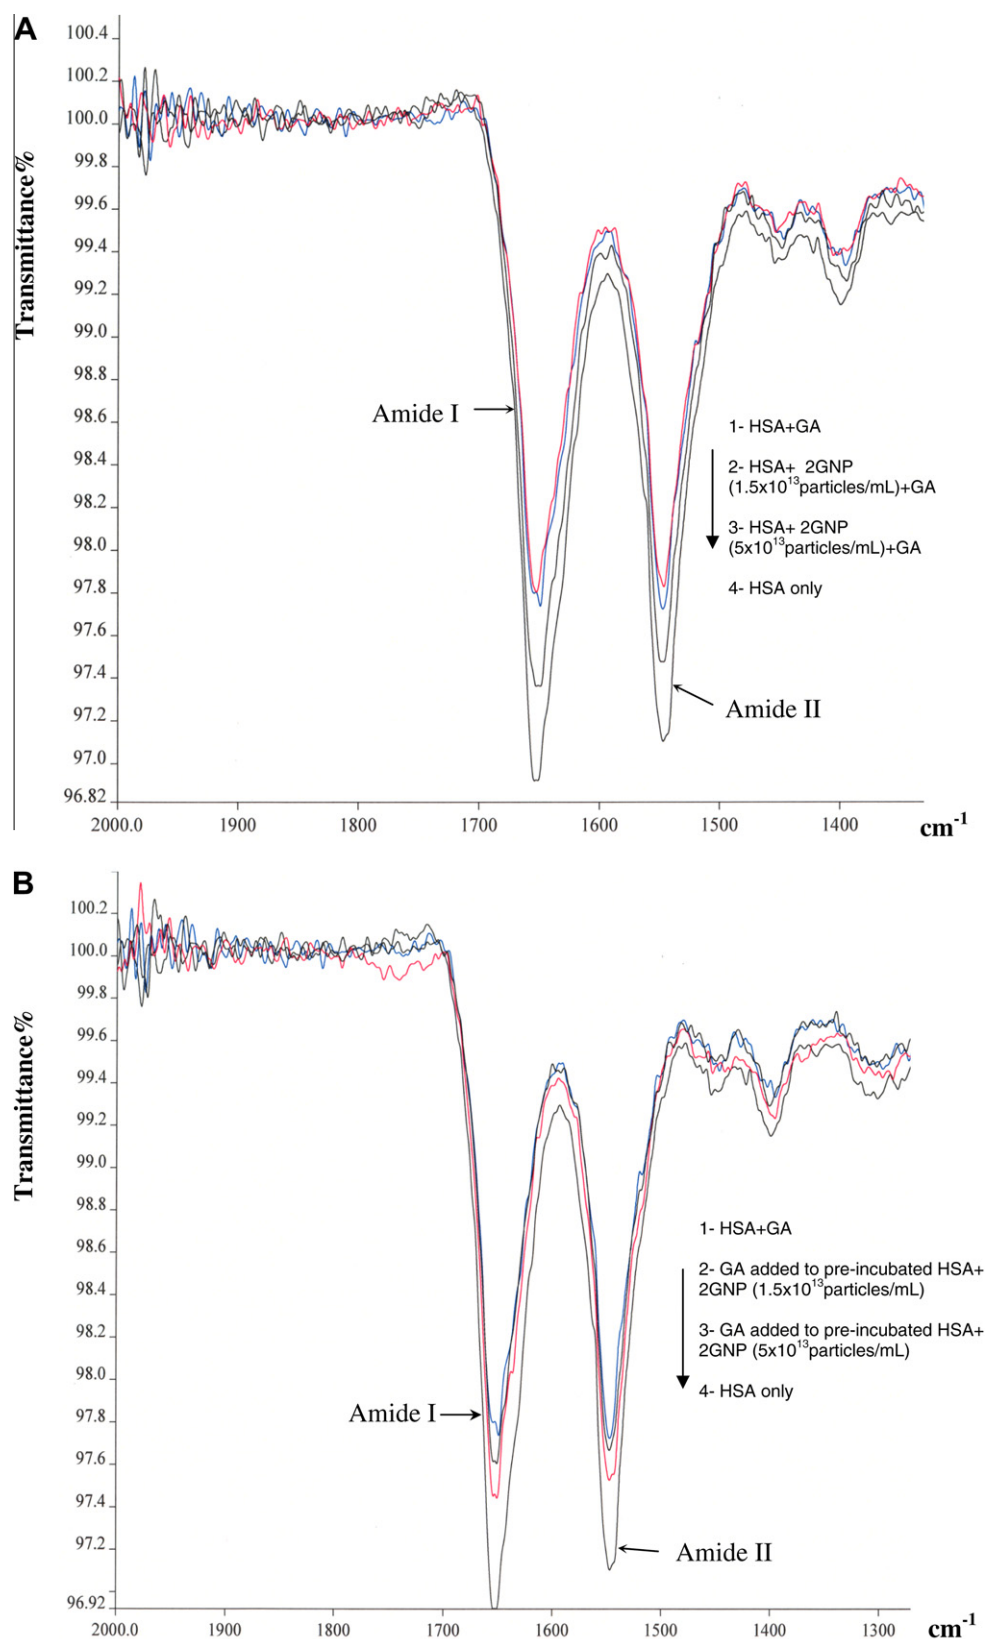 A
100.4
100.2
100.0
99.8
99.6
99.4
99.2
99.0
98.8
98.6
98.4
98.2
98.0
97.8
97.6
97.4
97.2
97.0
96.82
Transmittance%
Amide I
1- HSA+GA
2- HSA+ 2GNP
(1.5x10¹³particles/mL)+GA
3- HSA+ 2GNP
(5x10¹³particles/mL)+GA
4- HSA only
Amide II
2000.0 1900 1800 1700 1600 1500 1400 cm⁻¹
B
100.2
100.0
99.8
99.6
99.4
99.2
99.0
98.8
98.6
98.4
98.2
98.0
97.8
97.6
97.4
97.2
96.92
Transmittance%
1- HSA+GA
2- GA added to pre-incubated HSA+
2GNP (1.5x10¹³particles/mL)
3- GA added to pre-incubated HSA+
2GNP (5x10¹³particles/mL)
4- HSA only
Amide I
Amide II
2000.0 1900 1800 1700 1600 1500 1400 1300 cm⁻¹